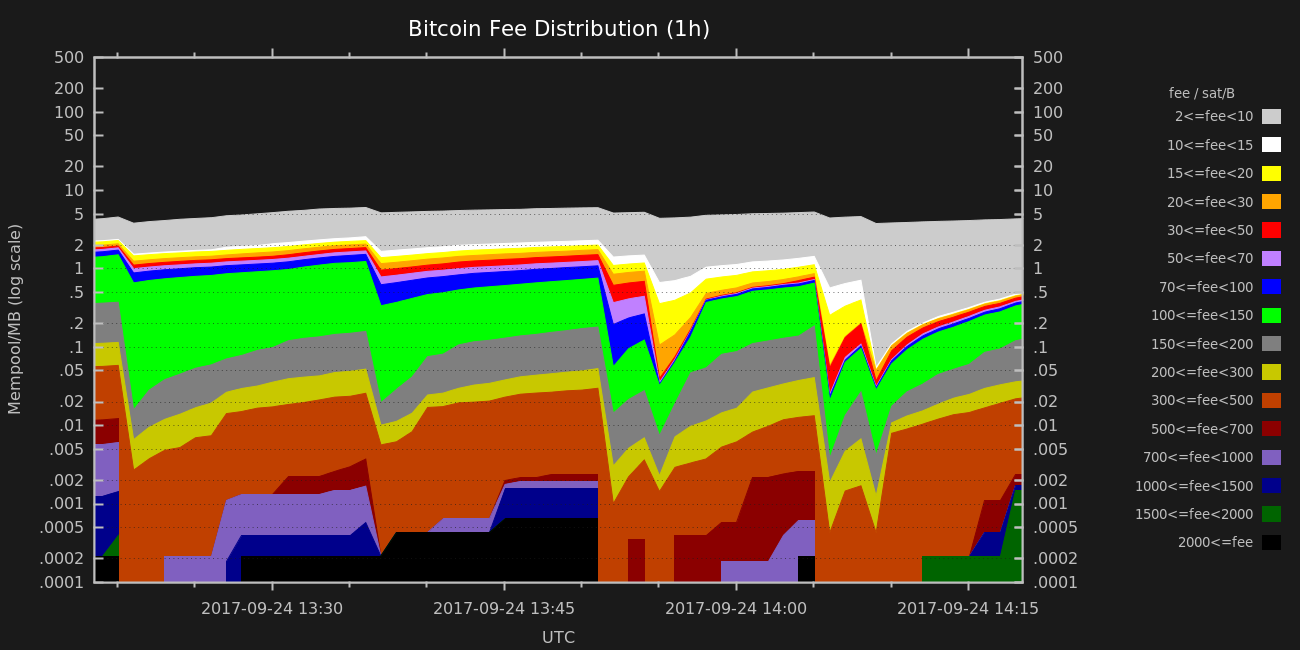 Bitcoin Fee Distribution (1h)
500 500
200 200
100 100
50 50
20 20
10 10
5 5
2 2
1 1
.5 .5
.2 .2
.1 .1
.05 .05
.02 .02
.01 .01
.005 .005
.002 .002
.001 .001
.0005 .0005
.0002 .0002
.0001 .0001
Mempool/MB (log scale)
2017-09-24 13:30 2017-09-24 13:45 2017-09-24 14:00 2017-09-24 14:15
UTC
fee / sat/B
2<=fee<10
10<=fee<15
15<=fee<20
20<=fee<30
30<=fee<50
50<=fee<70
70<=fee<100
100<=fee<150
150<=fee<200
200<=fee<300
300<=fee<500
500<=fee<700
700<=fee<1000
1000<=fee<1500
1500<=fee<2000
2000<=fee